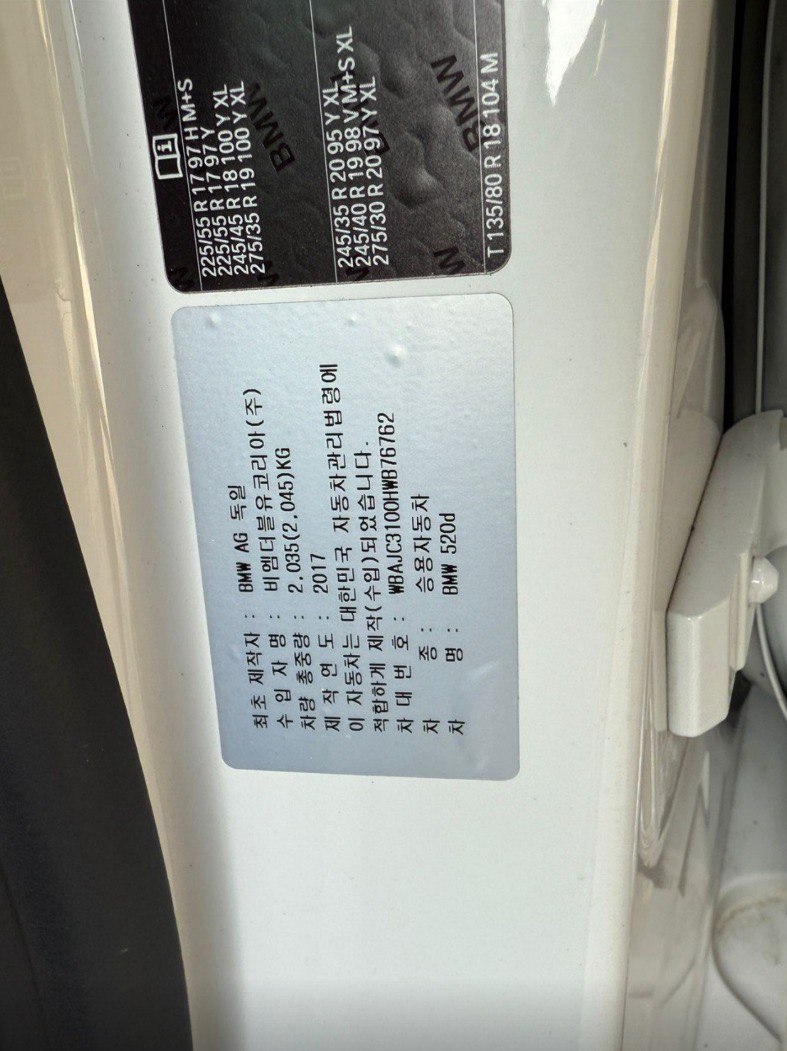 225/55 R 17 97 H M+S
225/55 R 17 97 Y
245/45 R 18 100 Y XL
275/35 R 19 100 Y XL
245/35 R 20 95 Y XL
245/40 R 19 98 V M+S XL
275/30 R 20 97 Y XL
T 135/80 R 18 104 M
BMW
BMW
최초 제작자 : BMW AG 독일
수 입 자 명 : 비엠더블유코리아(주)
차량 총중량 : 2.035(2.045)KG
제 작 연 도 : 2017
이 자동차는 대한민국 자동차관리법령에
적합하게 제작(수입)되었습니다.
차 대 번 호 : WBAJC3100HWB76762
차 종 : 승용자동차
차 명 : BMW 520d